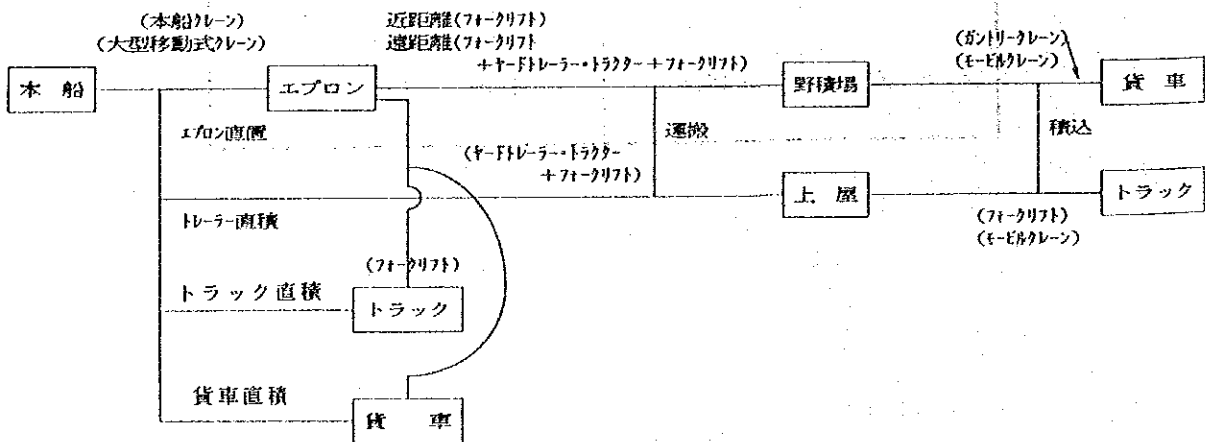 (本船クレーン)
(大型移動式クレーン)
近距離(フォークリフト)
遠距離(フォークリフト
+ヤードトレーラー・トラクター+フォークリフト)
(ガントリークレーン)
(モービルクレーン)
本船
エプロン
野積場
貨車
エプロン直置
運搬
積込
(ヤードトレーラー・トラクター
+フォークリフト)
上屋
トラック
トレーラー直積
(フォークリフト)
(モービルクレーン)
(フォークリフト)
トラック直積
トラック
貨車直積
貨車